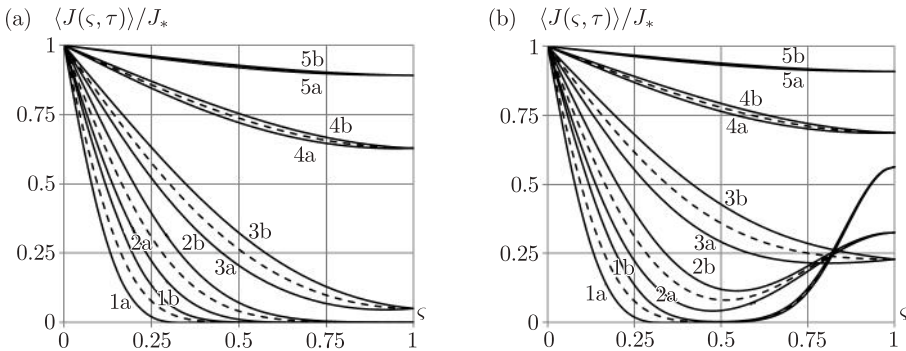 (a) ⟨J(ς, τ)⟩/J∗
1
0.75
0.5
0.25
0
0 0.25 0.5 0.75 1
ς
5b
5a
4b
4a
3b
2a 2b
3a
1a 1b
(b) ⟨J(ς, τ)⟩/J∗
1
0.75
0.5
0.25
0
0 0.25 0.5 0.75 1
ς
5b
5a
4b
4a
3b
3a
1b 2b
1a 2a